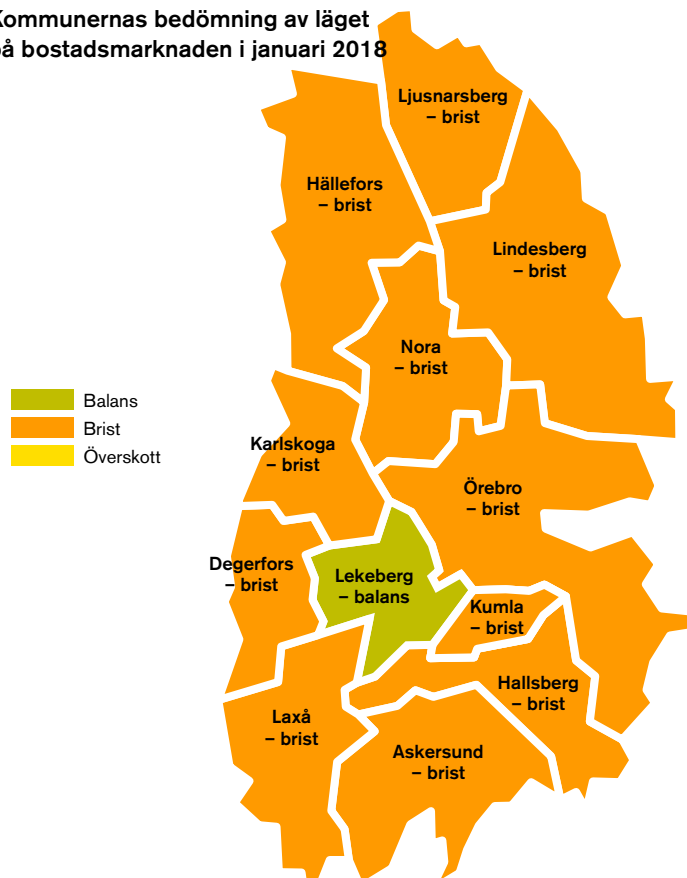 Kommunernas bedömning av läget
på bostadsmarknaden i januari 2018
Ljusnarsberg
– brist
Hällefors
– brist
Lindesberg
– brist
Nora
– brist
Balans
Brist
Överskott
Karlskoga
– brist
Örebro
– brist
Degerfors
– brist
Lekeberg
– balans
Kumla
– brist
Hallsberg
– brist
Laxå
– brist
Askersund
– brist